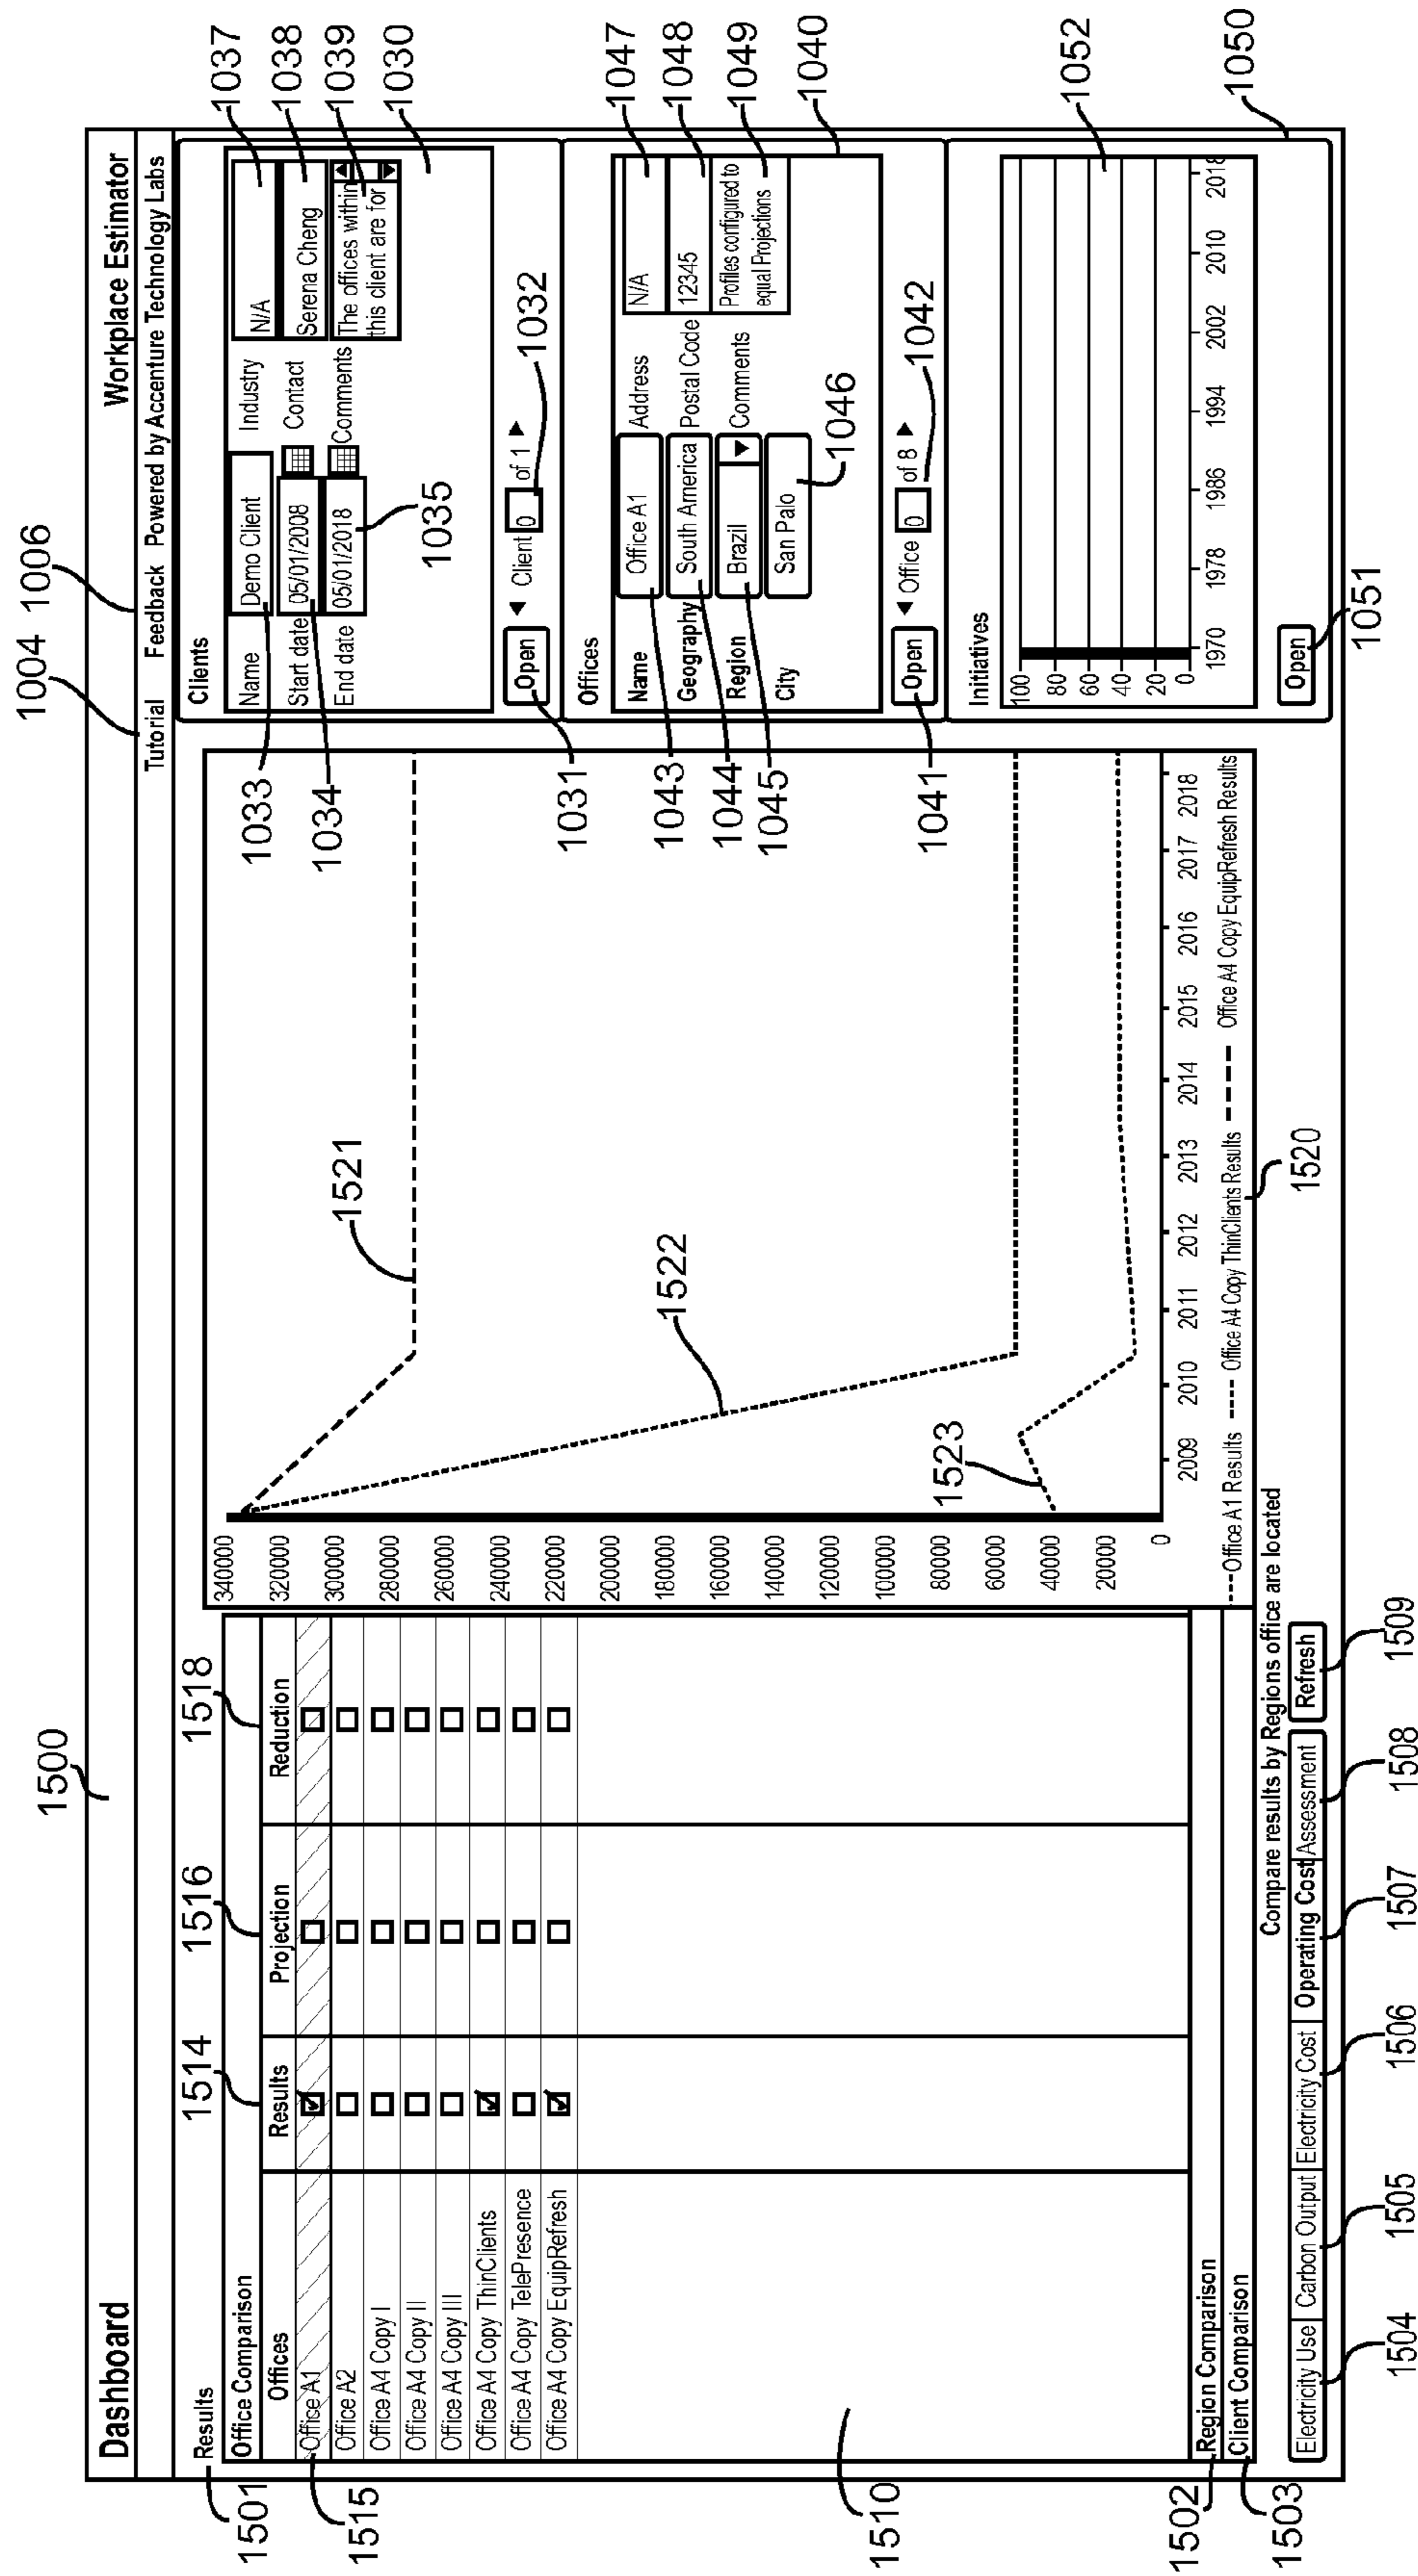 1500
1004 1006
Dashboard
Workplace Estimator
Tutorial Feedback Powered by Accenture Technology Labs
Results
1501
1514
1516
1518
Office Comparison
Offices Results Projection Reduction
Office A1
Office A2
Office A4 Copy I
Office A4 Copy II
Office A4 Copy III
Office A4 Copy ThinClients
Office A4 Copy TelePresence
Office A4 Copy EquipRefresh
1515
1510
Region Comparison
1502
Client Comparison
1503
Compare results by Regions office are located
Electricity Use Carbon Output Electricity Cost Operating Cost Assessment Refresh
1504 1505 1506 1507 1508 1509
340000
320000
300000
280000
260000
240000
220000
200000
180000
160000
140000
120000
100000
80000
60000
40000
20000
0
1521
1522
1523
2009 2010 2011 2012 2013 2014 2015 2016 2017 2018
Office A1 Results Office A4 Copy ThinClients Results Office A4 Copy EquipRefresh Results
1520
Clients
Name Demo Client Industry N/A
Start date 05/01/2008 Contact Serena Cheng
End date 05/01/2018 Comments The offices within
this client are for
Open Client 0 of 1
1033
1034
1035
1031
1032
1037
1038
1039
1030
Offices
Name Office A1 Address N/A
Geography South America Postal Code 12345
Region Brazil Comments Profiles configured to
equal Projections
City San Palo
Open Office 0 of 8
1043
1044
1045
1046
1041
1042
1047
1048
1049
1040
Initiatives
100
80
60
40
20
0
1970 1978 1986 1994 2002 2010 2018
Open
1051
1052
1050